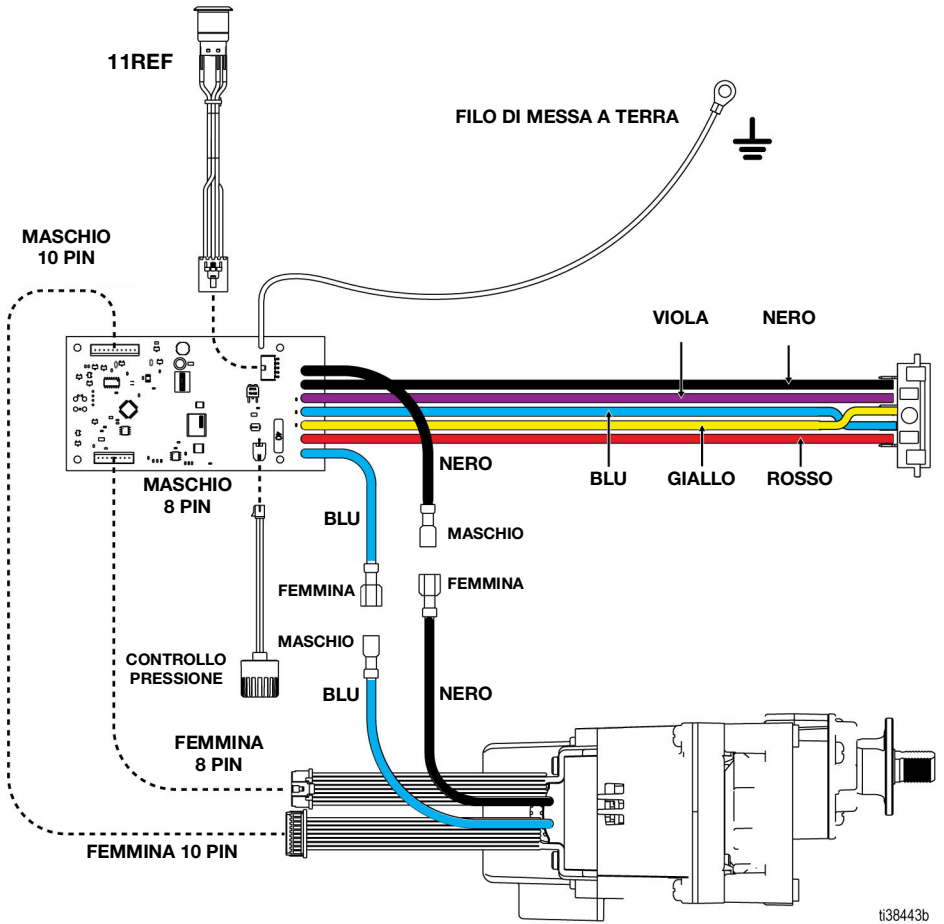 11REF
FILO DI MESSA A TERRA
MASCHIO
10 PIN
VIOLA
NERO
NERO
BLU
GIALLO
ROSSO
MASCHIO
8 PIN
BLU
MASCHIO
FEMMINA
FEMMINA
MASCHIO
CONTROLLO
PRESSIONE
BLU
NERO
FEMMINA
8 PIN
FEMMINA 10 PIN
ti38443b